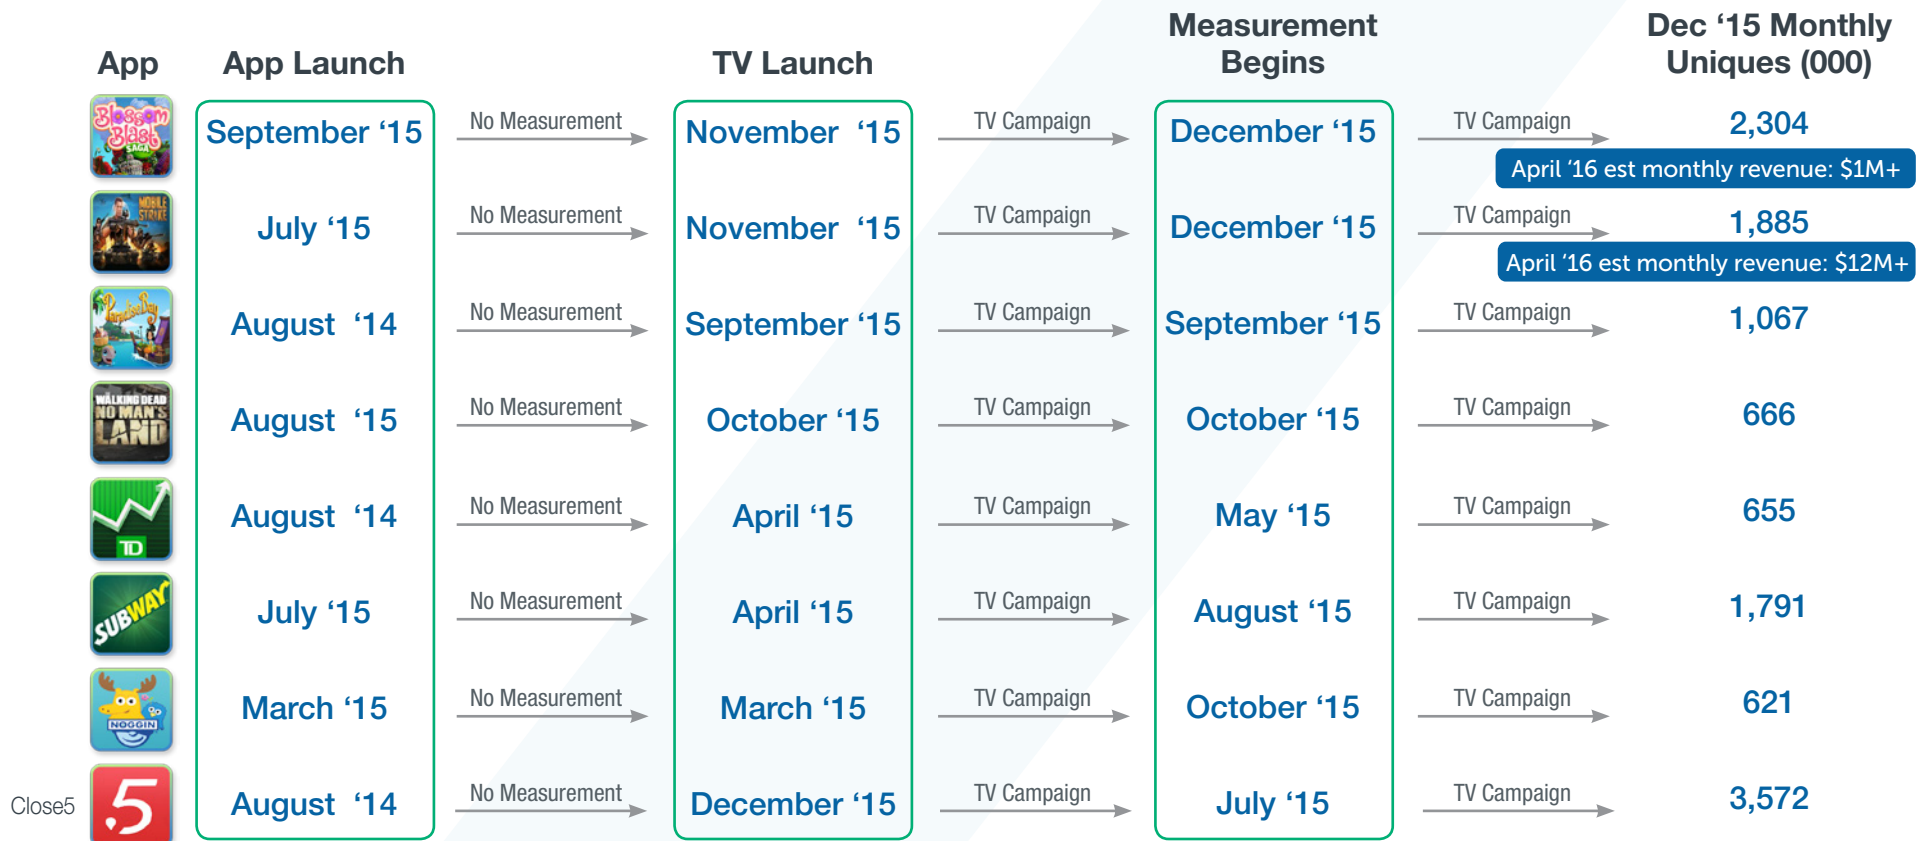 App
App Launch
TV Launch
Measurement
Begins
Dec ‘15 Monthly
Uniques (000)
Blossom
Blast
SAGA
September ‘15
No Measurement
November ‘15
TV Campaign
December ‘15
TV Campaign
2,304
April ‘16 est monthly revenue: $1M+
MOBILE
STRIKE
July ‘15
No Measurement
November ‘15
TV Campaign
December ‘15
TV Campaign
1,885
April ‘16 est monthly revenue: $12M+
Paradise Bay
August ‘14
No Measurement
September ‘15
TV Campaign
September ‘15
TV Campaign
1,067
WALKING DEAD
NO MAN'S
LAND
August ‘15
No Measurement
October ‘15
TV Campaign
October ‘15
TV Campaign
666
TD
August ‘14
No Measurement
April ‘15
TV Campaign
May ‘15
TV Campaign
655
SUBWAY
July ‘15
No Measurement
April ‘15
TV Campaign
August ‘15
TV Campaign
1,791
NOGGIN
March ‘15
No Measurement
March ‘15
TV Campaign
October ‘15
TV Campaign
621
Close5
.5
August ‘14
No Measurement
December ‘15
TV Campaign
July ‘15
TV Campaign
3,572